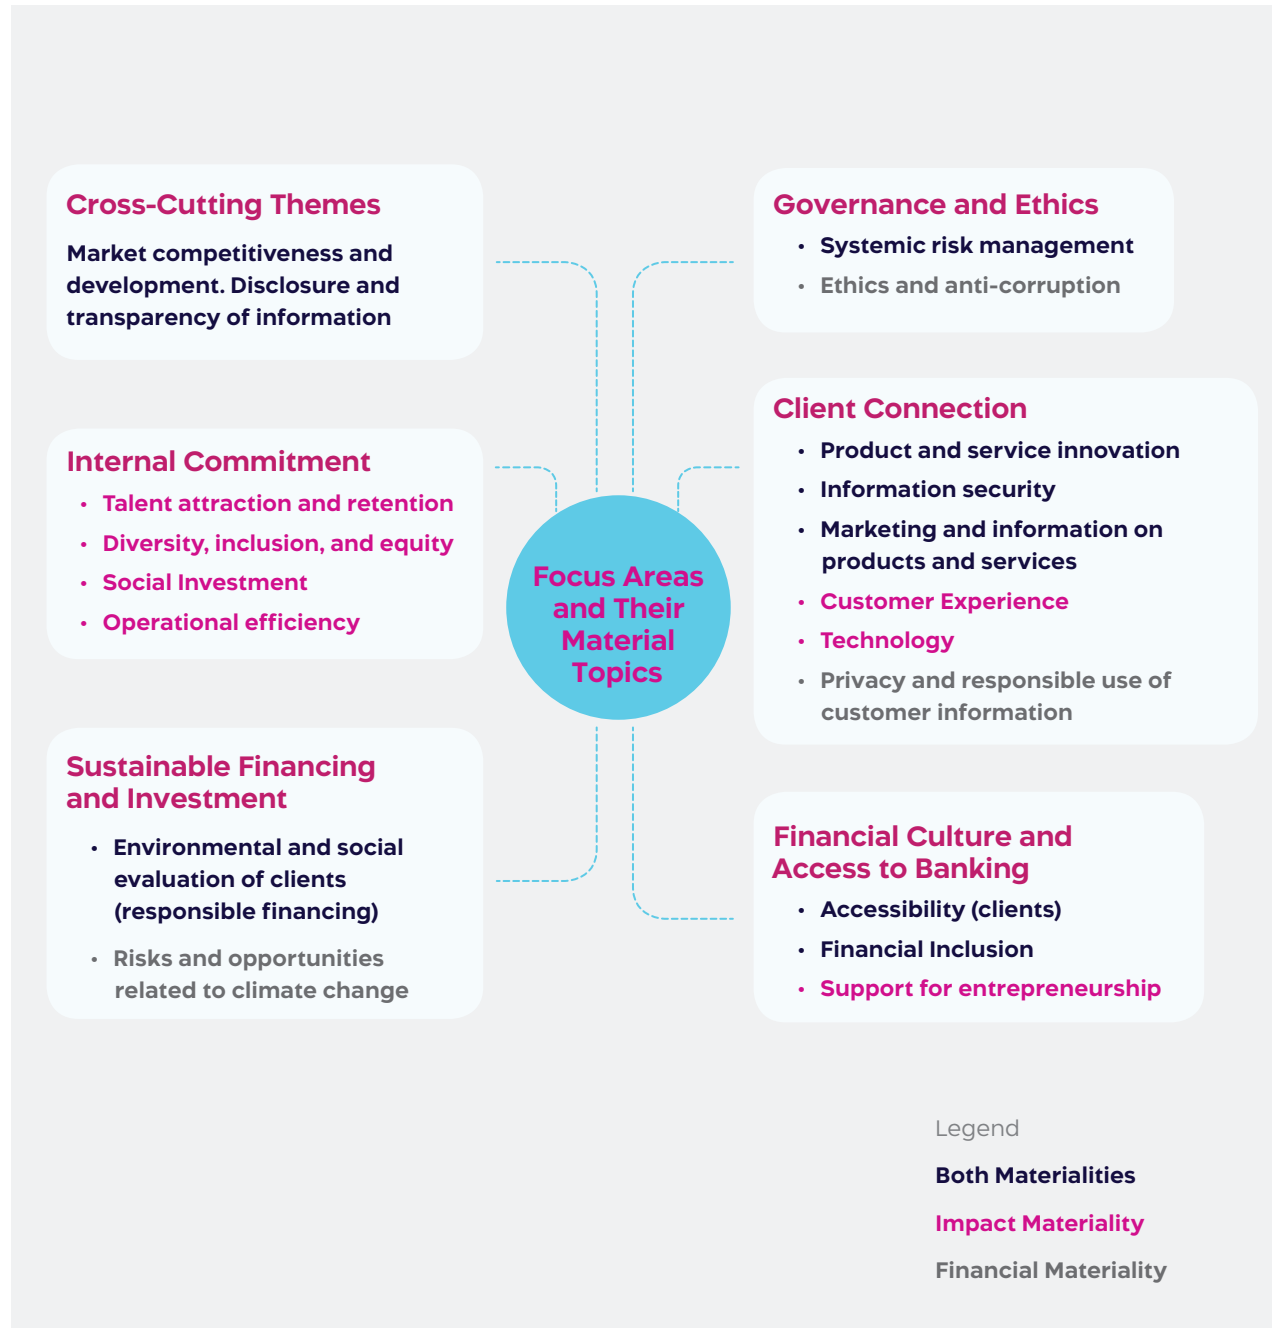 Cross-Cutting Themes
Market competitiveness and
development. Disclosure and
transparency of information
Internal Commitment
• Talent attraction and retention
• Diversity, inclusion, and equity
• Social Investment
• Operational efficiency
Sustainable Financing
and Investment
• Environmental and social
evaluation of clients
(responsible financing)
• Risks and opportunities
related to climate change
Focus Areas
and Their
Material
Topics
Governance and Ethics
• Systemic risk management
• Ethics and anti-corruption
Client Connection
• Product and service innovation
• Information security
• Marketing and information on
products and services
• Customer Experience
• Technology
• Privacy and responsible use of
customer information
Financial Culture and
Access to Banking
• Accessibility (clients)
• Financial Inclusion
• Support for entrepreneurship
Legend
Both Materialities
Impact Materiality
Financial Materiality